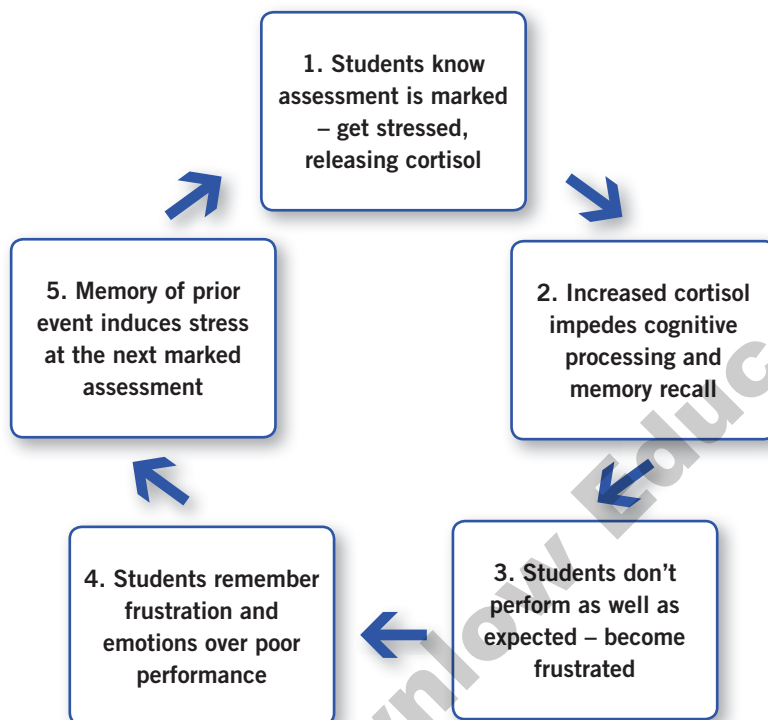 1. Students know
assessment is marked
– get stressed,
releasing cortisol
2. Increased cortisol
impedes cognitive
processing and
memory recall
3. Students don’t
perform as well as
expected – become
frustrated
4. Students remember
frustration and
emotions over poor
performance
5. Memory of prior
event induces stress
at the next marked
assessment